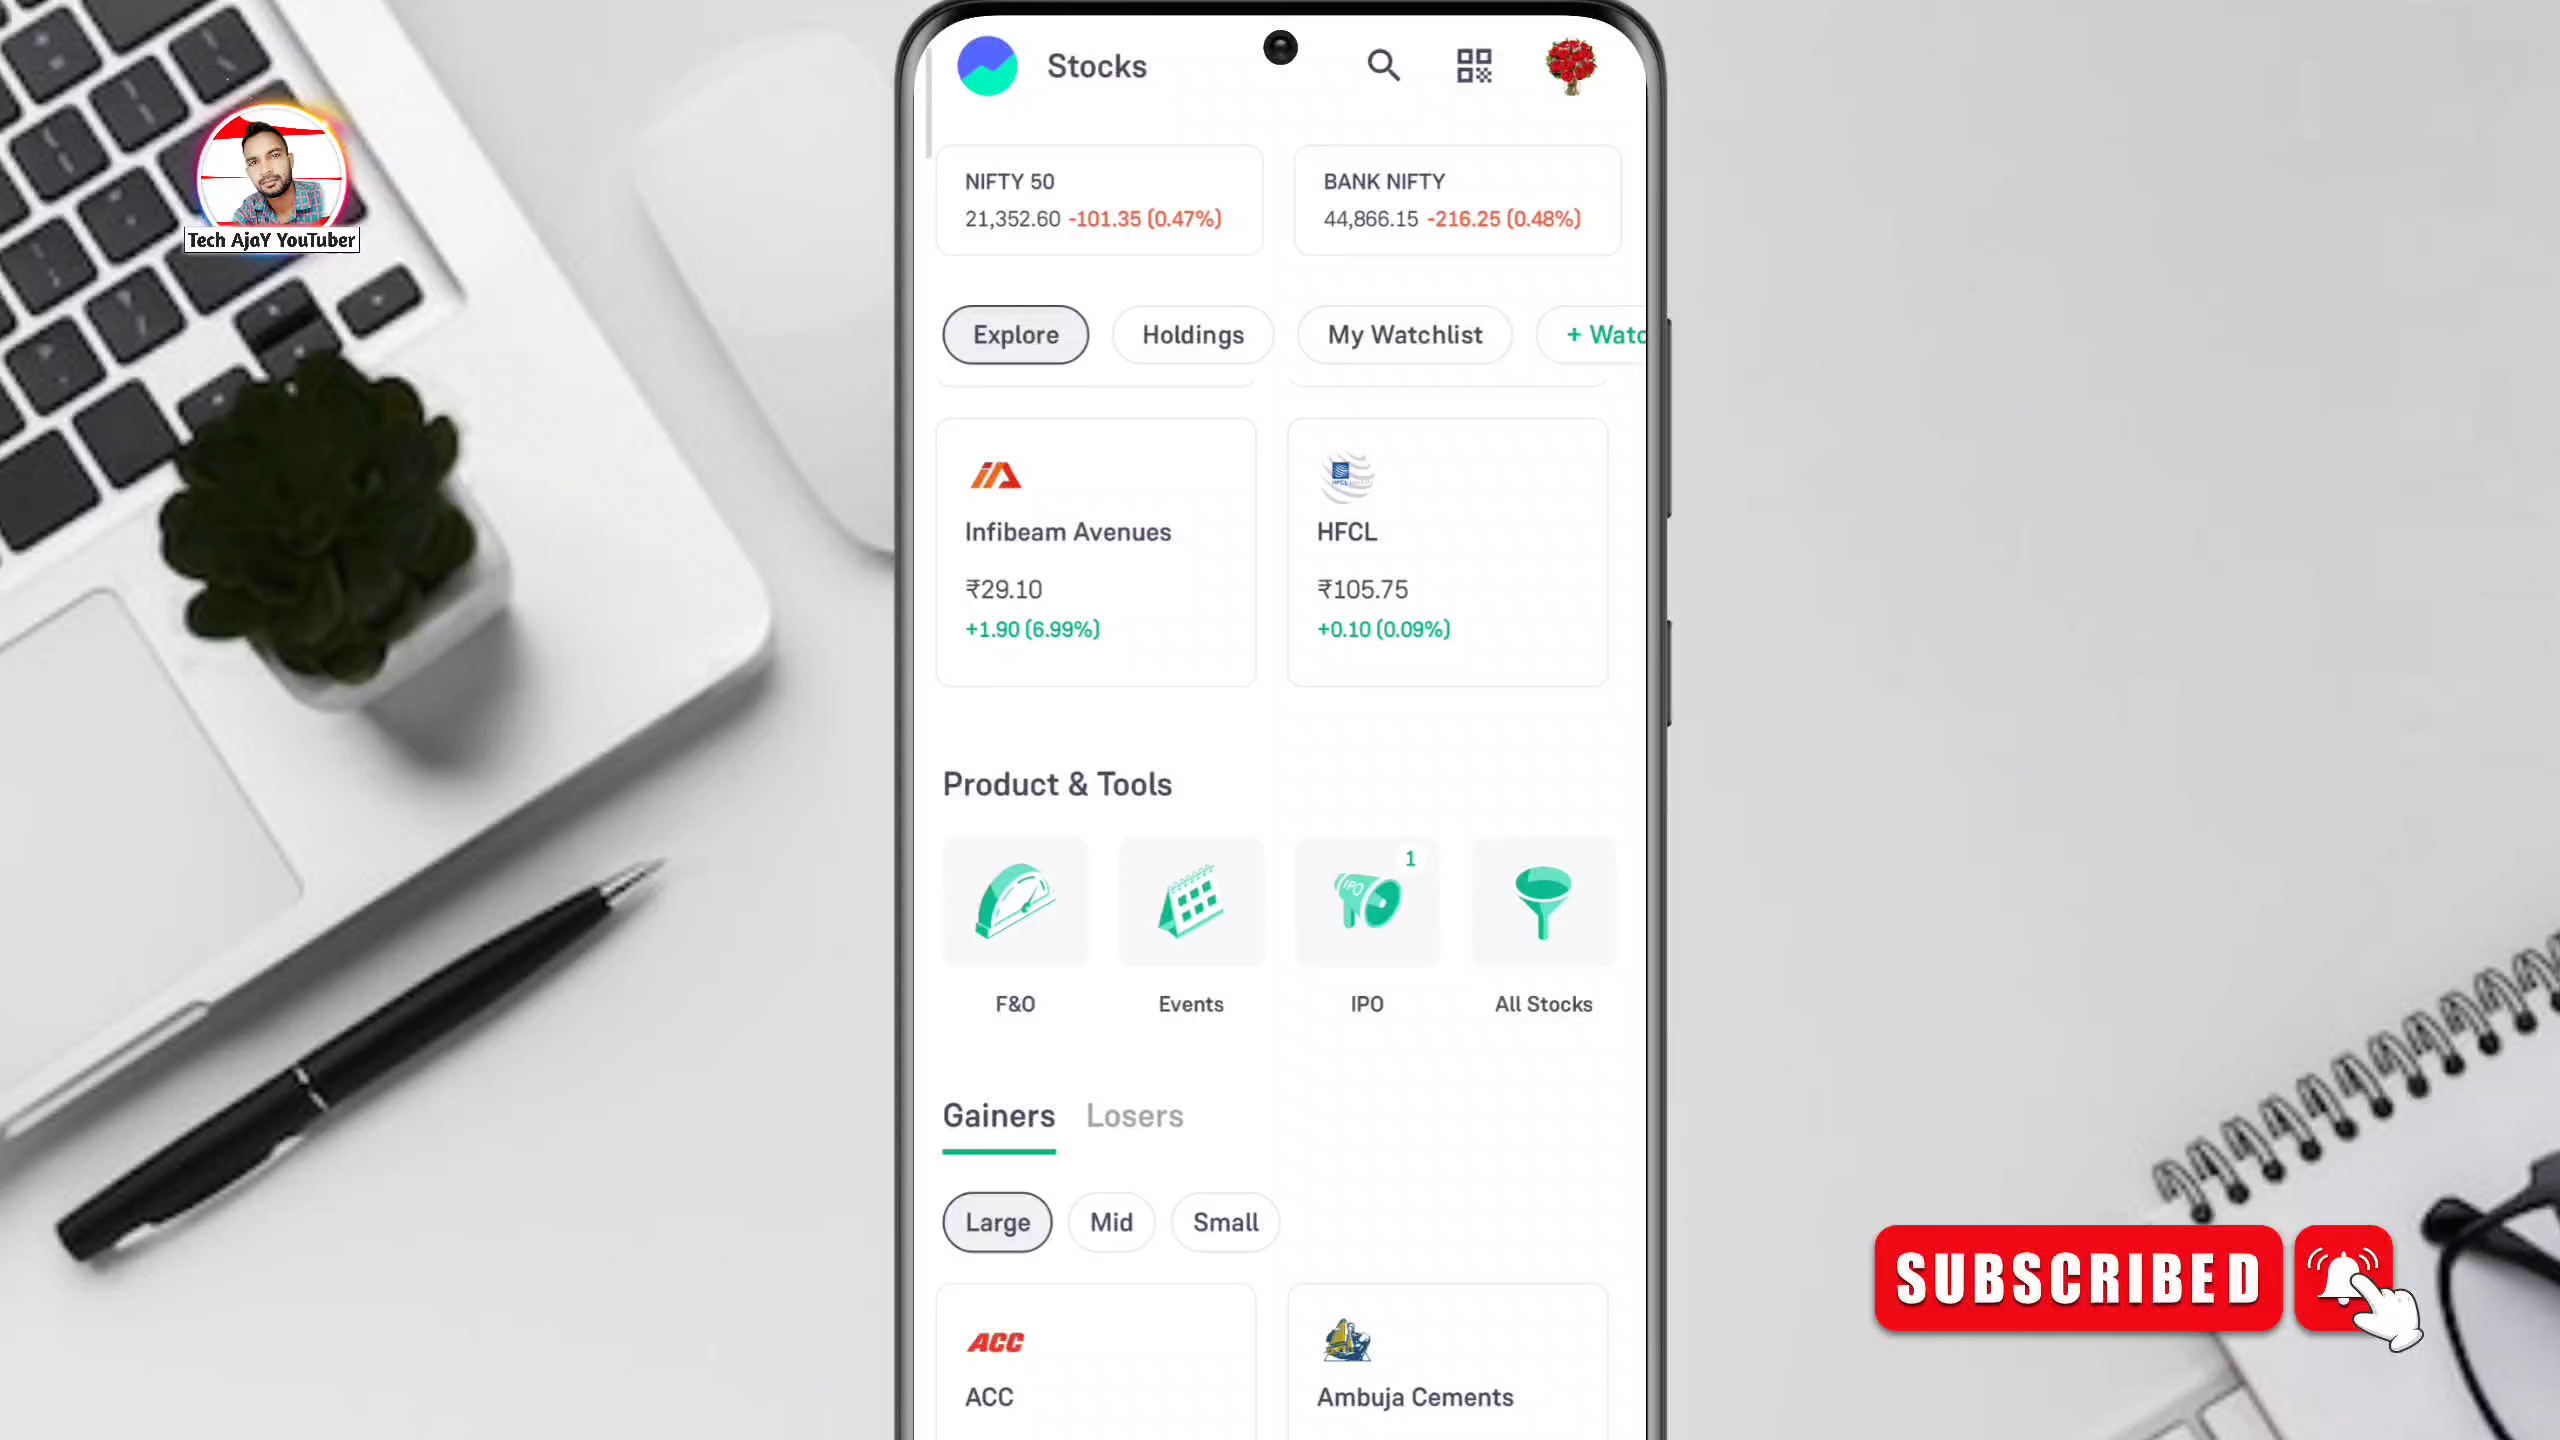 Stocks
NIFTY 50
21,352.60 -101.35 (0.47%)
BANK NIFTY
44,866.15 -216.25 (0.48%)
Tech AjaY YouTuber
Explore
Holdings
My Watchlist
+ Watc
iA
Infibeam Avenues
₹29.10
+1.90 (6.99%)
HFCL
HFCL
₹105.75
+0.10 (0.09%)
Product & Tools
F&O
Events
IPO
1
IPO
All Stocks
Gainers
Losers
Large
Mid
Small
ACC
ACC
Ambuja Cements
SUBSCRIBED